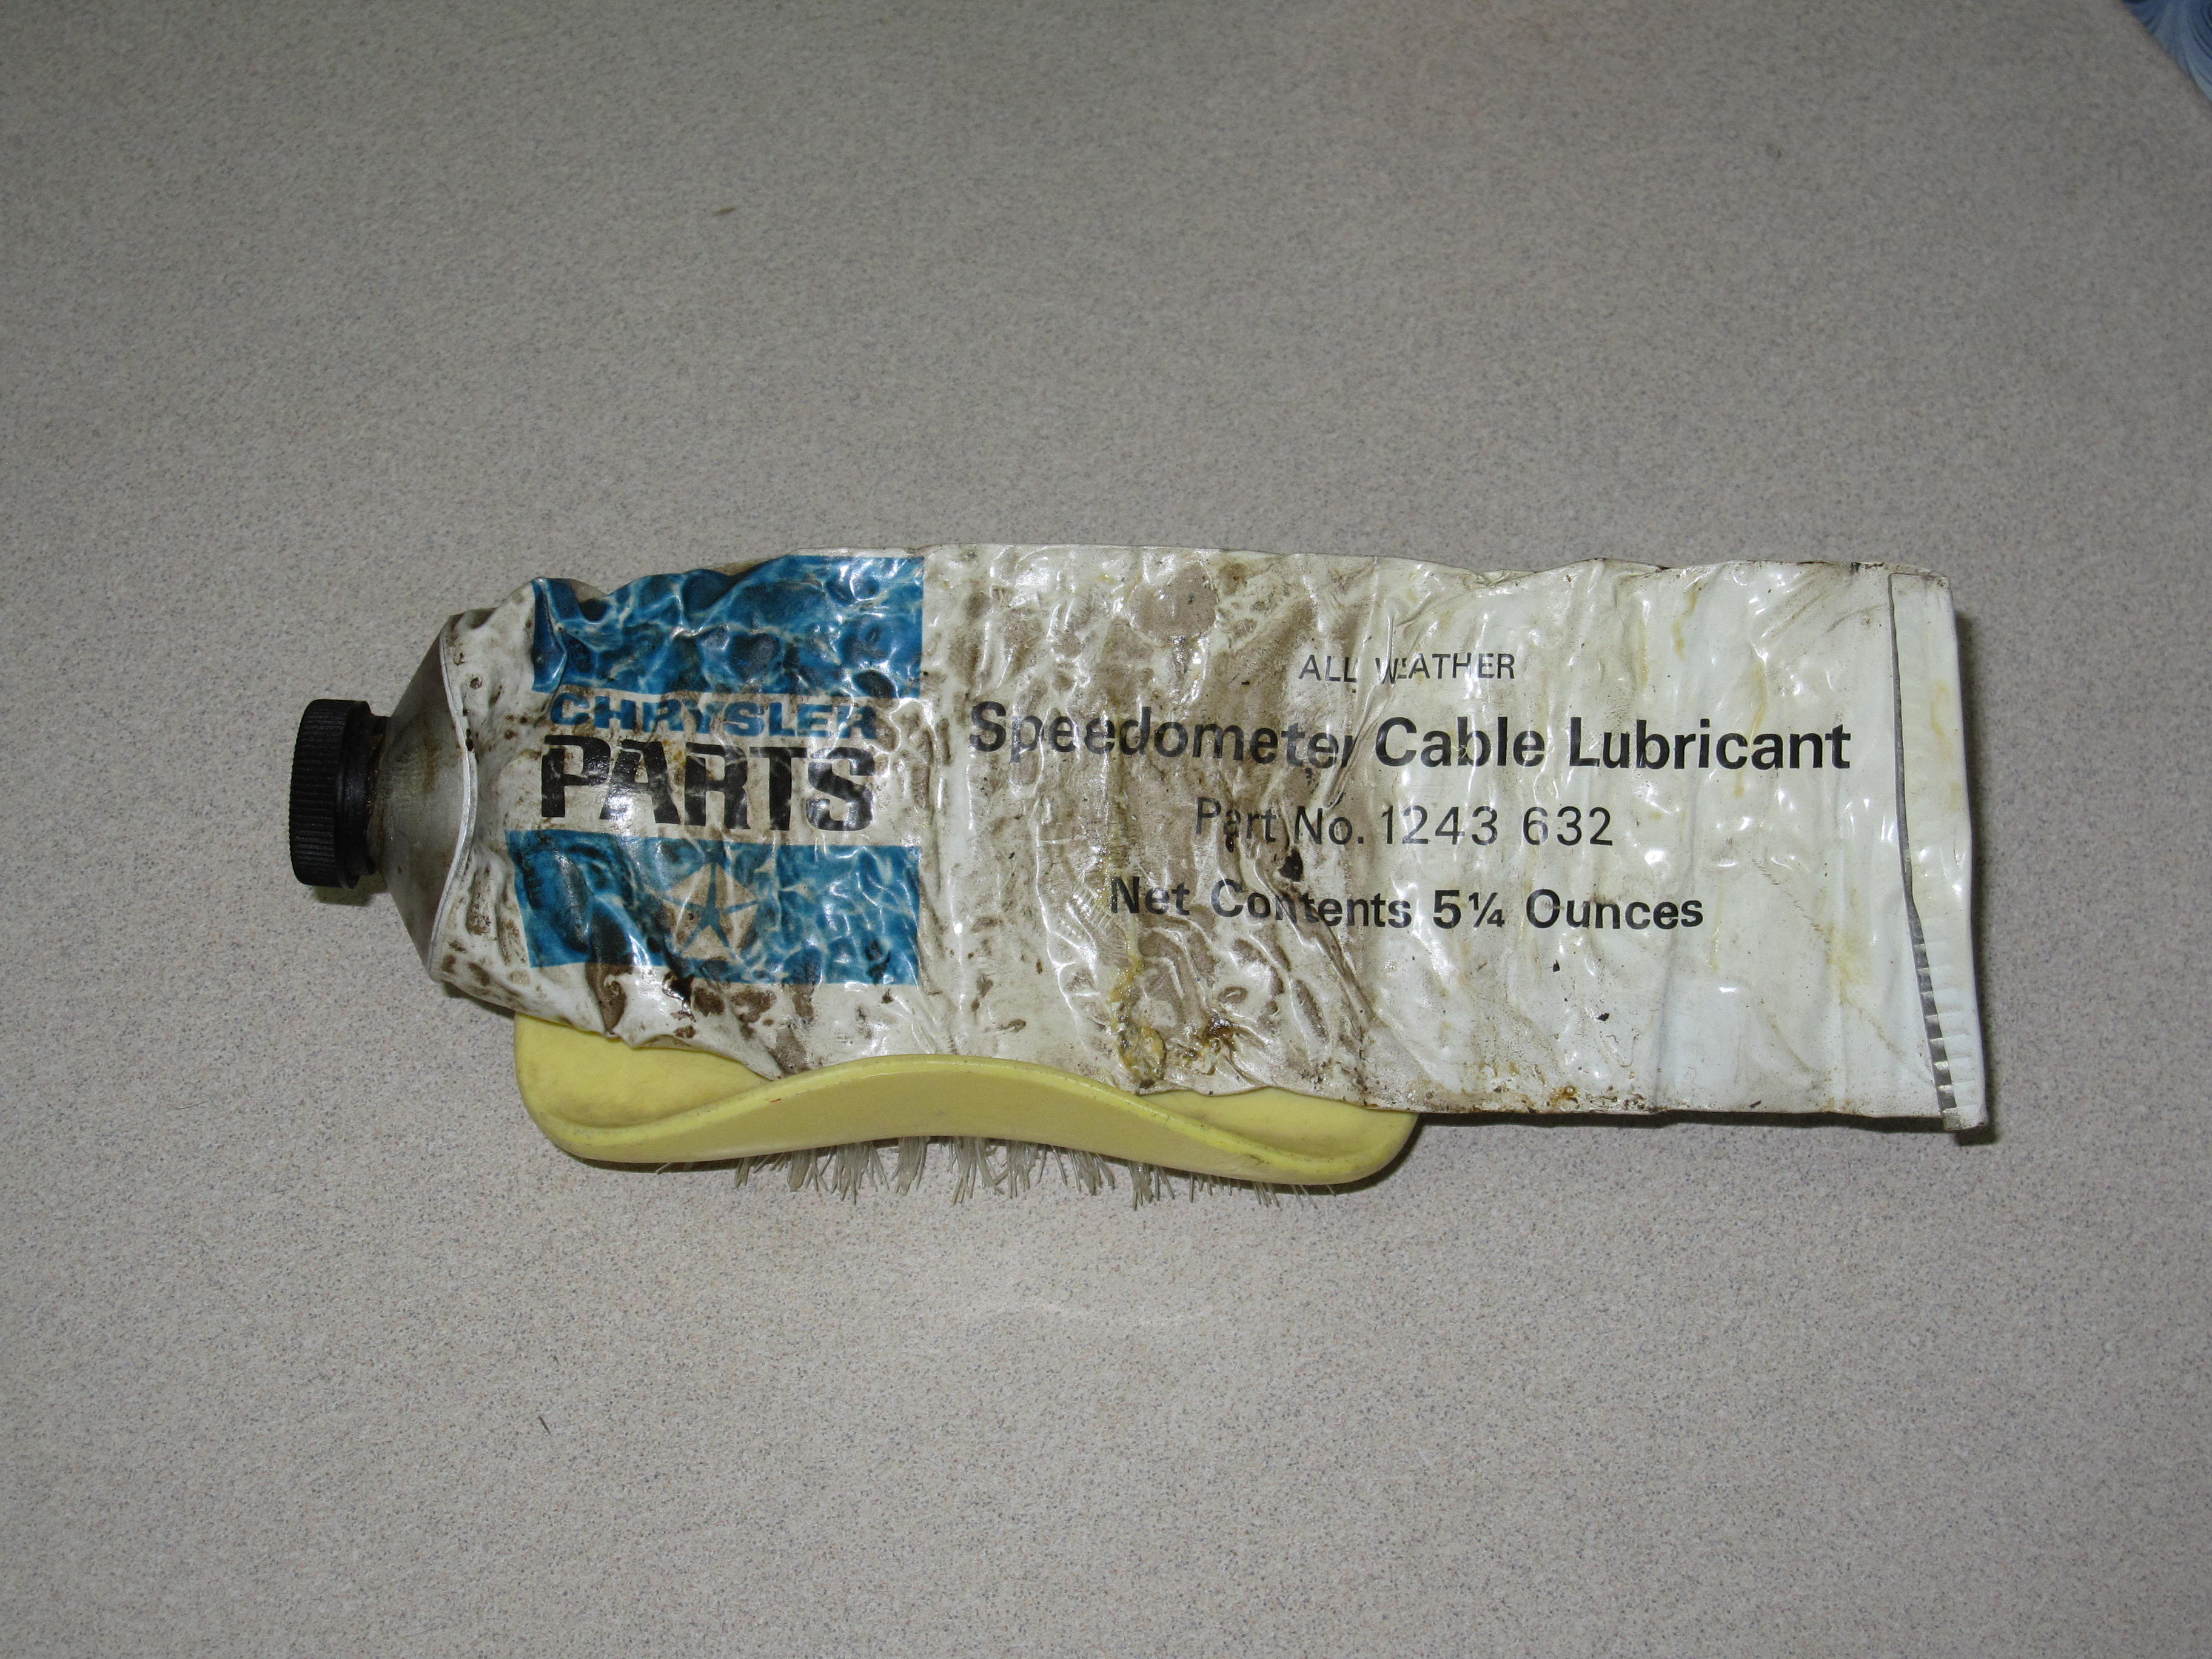 CHRYSLER
PARTS
ALL WEATHER
Speedometer Cable Lubricant
Part No. 1243 632
Net Contents 5¼ Ounces